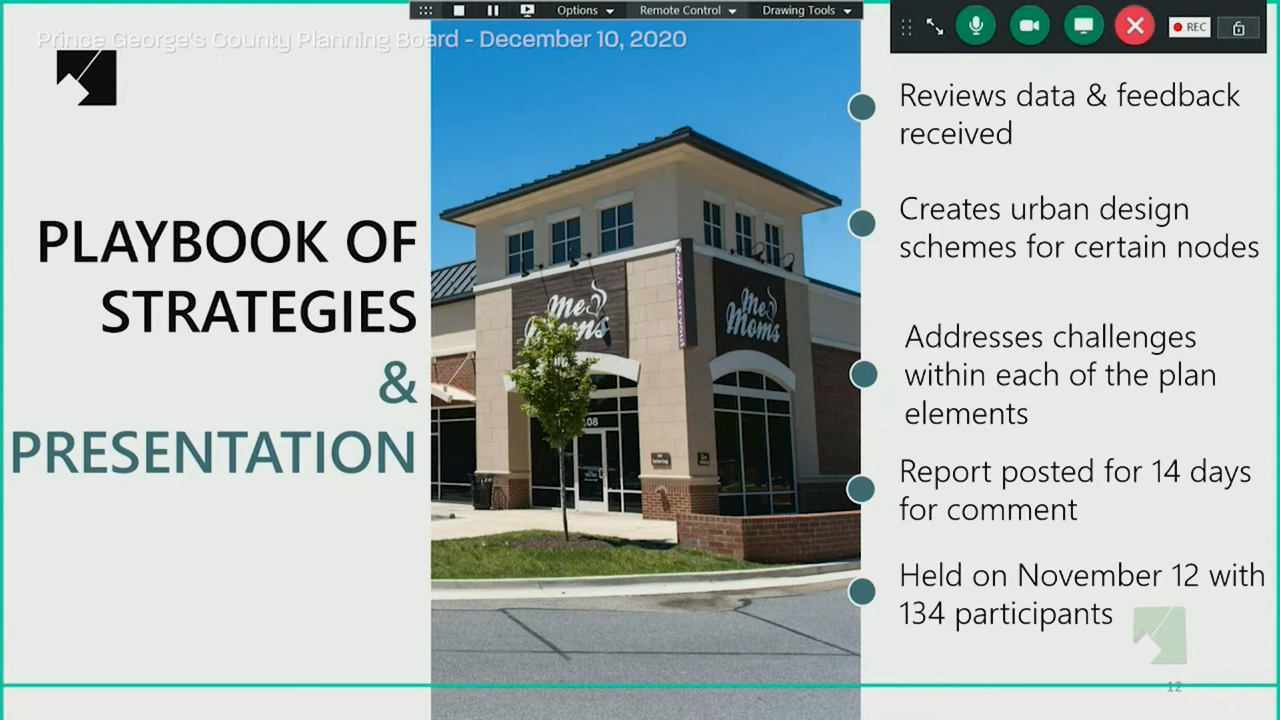 Options
Remote Control
Drawing Tools
REC
Prince George's County Planning Board - December 10, 2020
PLAYBOOK OF
STRATEGIES
&
PRESENTATION
Me
Moms
Me
Moms
08
Reviews data & feedback
received
Creates urban design
schemes for certain nodes
Addresses challenges
within each of the plan
elements
Report posted for 14 days
for comment
Held on November 12 with
134 participants
12